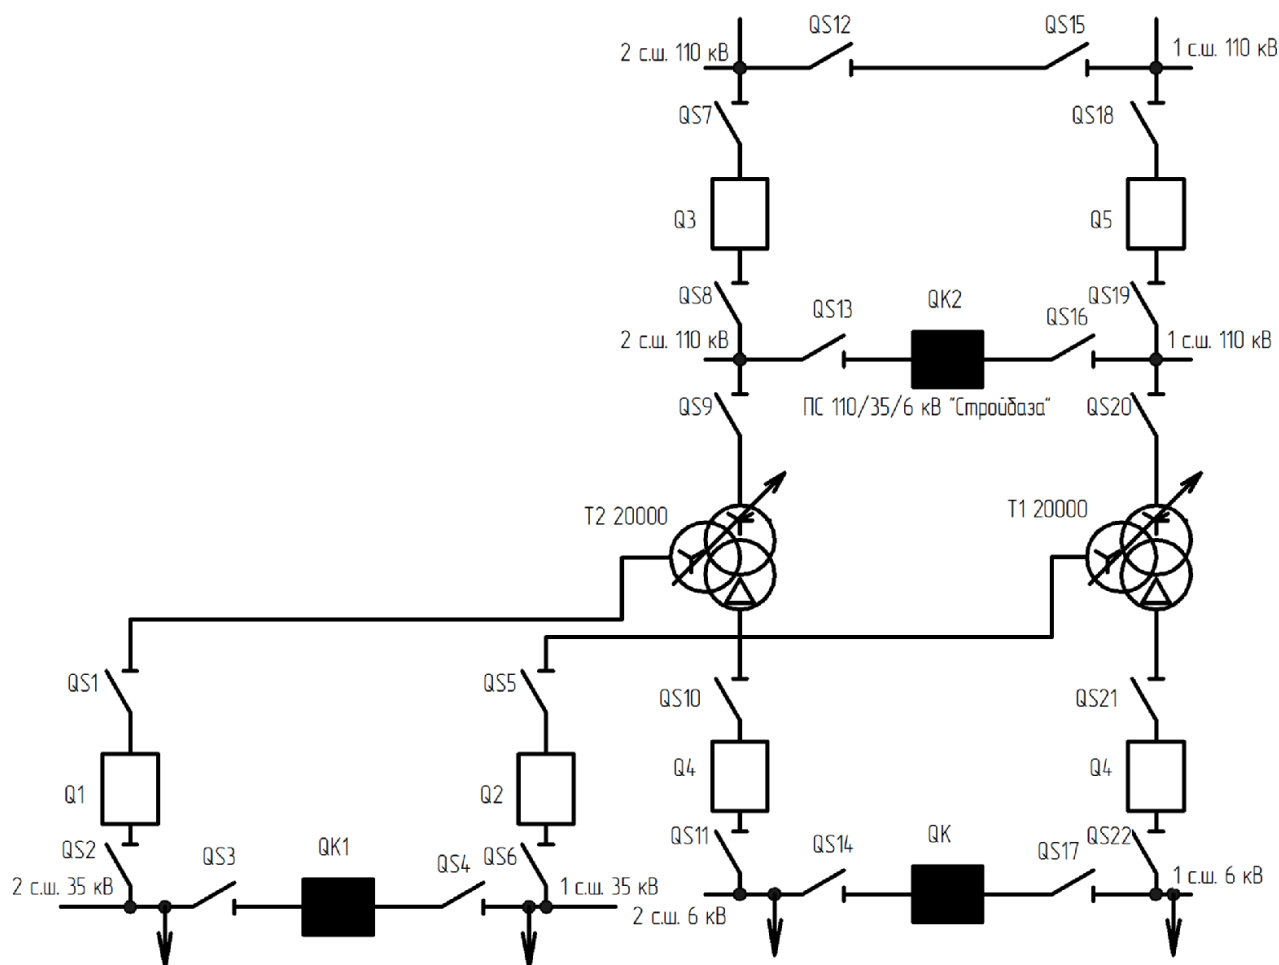 QS12
QS15
2 с.ш. 110 кВ
1 с.ш. 110 кВ
QS7
QS18
Q3
Q5
QS8
QS13
QK2
QS16
QS19
2 с.ш. 110 кВ
1 с.ш. 110 кВ
QS9
ПС 110/35/6 кВ "Стройбаза"
QS20
Т2 20000
Т1 20000
QS1
QS5
QS10
QS21
Q1
Q2
Q4
Q4
QS2
QS3
QK1
QS4
QS6
QS11
QS14
QK
QS17
QS22
2 с.ш. 35 кВ
1 с.ш. 35 кВ
2 с.ш. 6 кВ
1 с.ш. 6 кВ